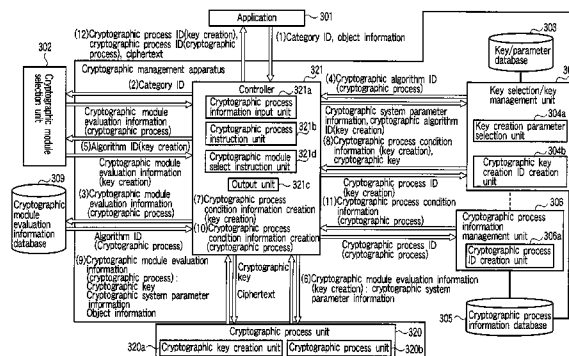 Application
301
(12)Cryptographic process ID(key creation),
cryptographic process ID(cryptographic
process), ciphertext
(1)Category ID, object information
302
Cryptographic module
selection unit
Cryptographic management apparatus
(2)Category ID
Cryptographic module
evaluation information
(cryptographic process)
(5)Algorithm ID(key creation)
Cryptographic module
evaluation information
(key creation)
(3)Cryptographic module
evaluation information
(cryptographic process)
Algorithm ID
(Cryptographic process)
309
Cryptographic
module
evaluation
information
database
321
Controller
321a
Cryptographic process
information input unit
Cryptographic process
instruction unit
321b
321d
Cryptographic module
select instruction unit
Output unit
321c
(7)Cryptographic process
condition information creation
(key creation)
(10)Cryptographic process
condition information creation
(cryptographic process)
(4)Cryptographic algorithm ID
(cryptographic process)
Cryptographic system parameter
information, cryptographic algorithm
ID(key creation)
(8)Cryptographic process condition
information (key creation),
cryptographic key
Cryptographic process ID
(key creation)
(11)Cryptographic process condition
information
(cryptographic process)
Cryptographic process ID
(cryptographic process)
303
Key/parameter
database
Key selection/key
management unit
304a
Key creation parameter
selection unit
304b
Cryptographic key
creation ID creation
unit
306
Cryptographic process
information
management unit
306a
Cryptographic process
ID creation unit
305
Cryptographic process
information database
(9)Cryptographic module evaluation
information
(cryptographic process) :
Cryptographic key
Cryptographic system parameter
information
Object information
Cryptographic
key
Ciphertext
(6)Cryptographic module evaluation information
(key creation) : cryptographic system
parameter information
Cryptographic process unit
320
320a
Cryptographic key creation unit
Cryptographic process unit
320b